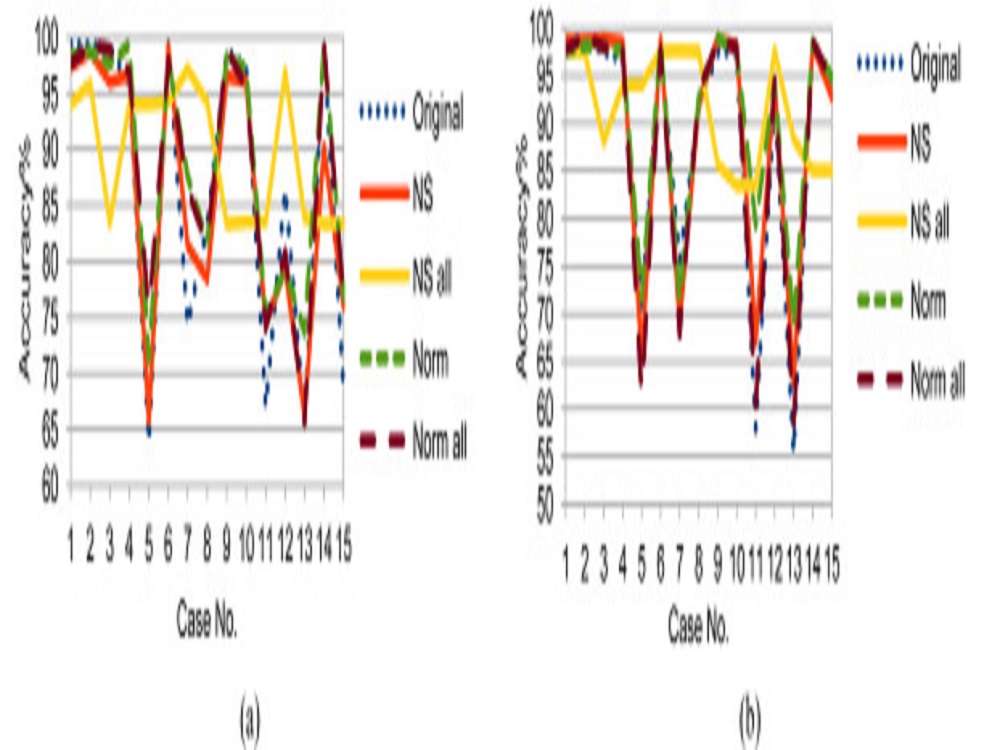 100
95
90
85
80
75
70
65
60
Accuracy%
1 2 3 4 5 6 7 8 9 10 11 12 13 14 15
Case No.
Original
NS
NS all
Norm
Norm all
(a)
100
95
90
85
80
75
70
65
60
55
50
Accuracy%
1 2 3 4 5 6 7 8 9 10 11 12 13 14 15
Case No.
Original
NS
NS all
Norm
Norm all
(b)